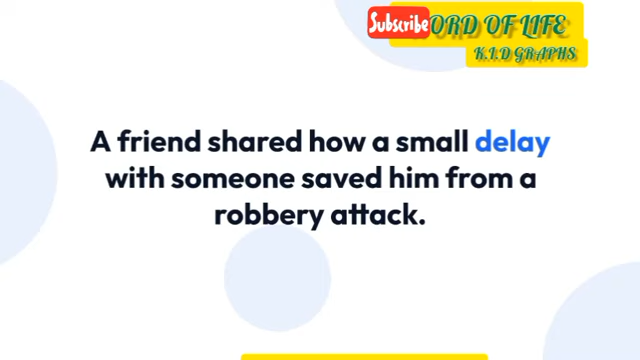 Subscribe
ORD OF LIFE
K.I.D GRAPHS
A friend shared how a small delay
with someone saved him from a
robbery attack.